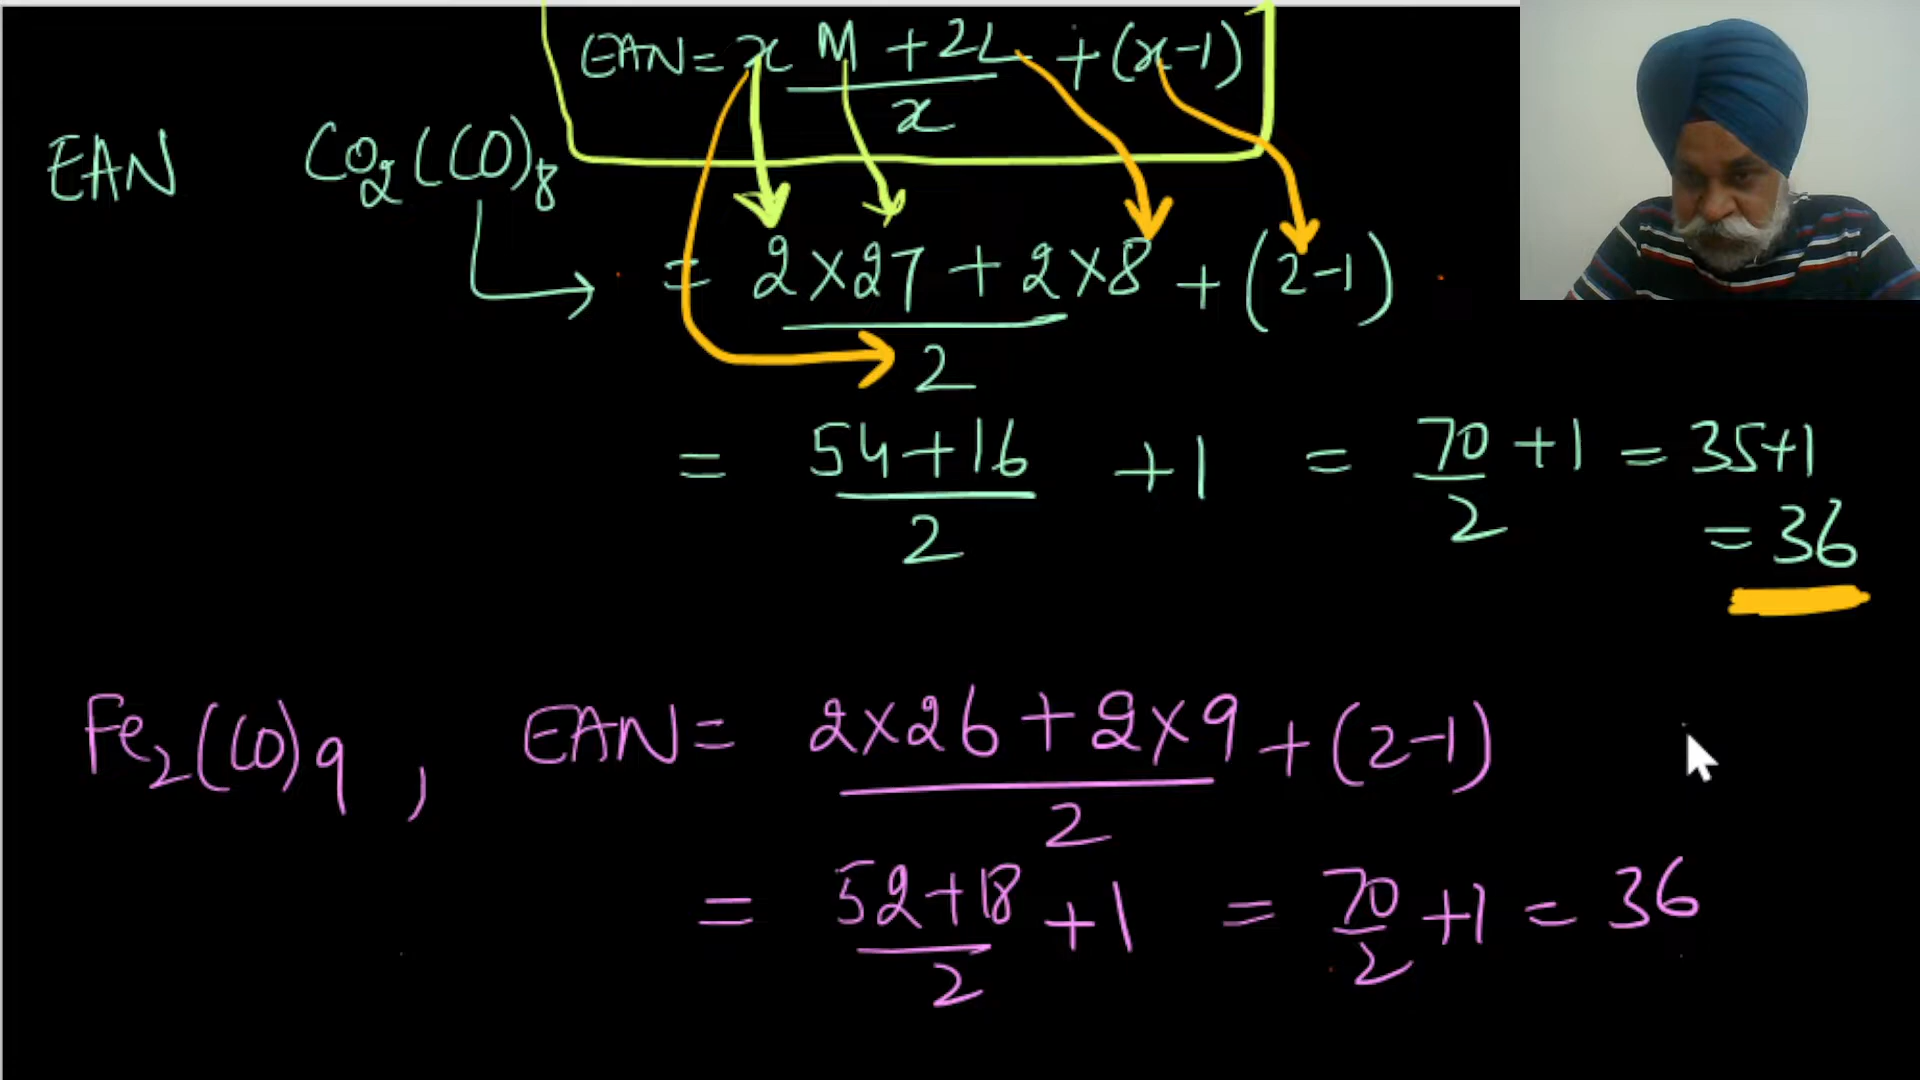 EAN = x M + 2L / x + (x-1)
EAN Co₂(CO)₈
= 2×27 + 2×8 / 2 + (2-1)
= 54+16 / 2 + 1 = 70/2 + 1 = 35+1
= 36
Fe₂(CO)9 , EAN = 2×26 + 2×9 / 2 + (2-1)
= 52+18 / 2 + 1 = 70/2 + 1 = 36